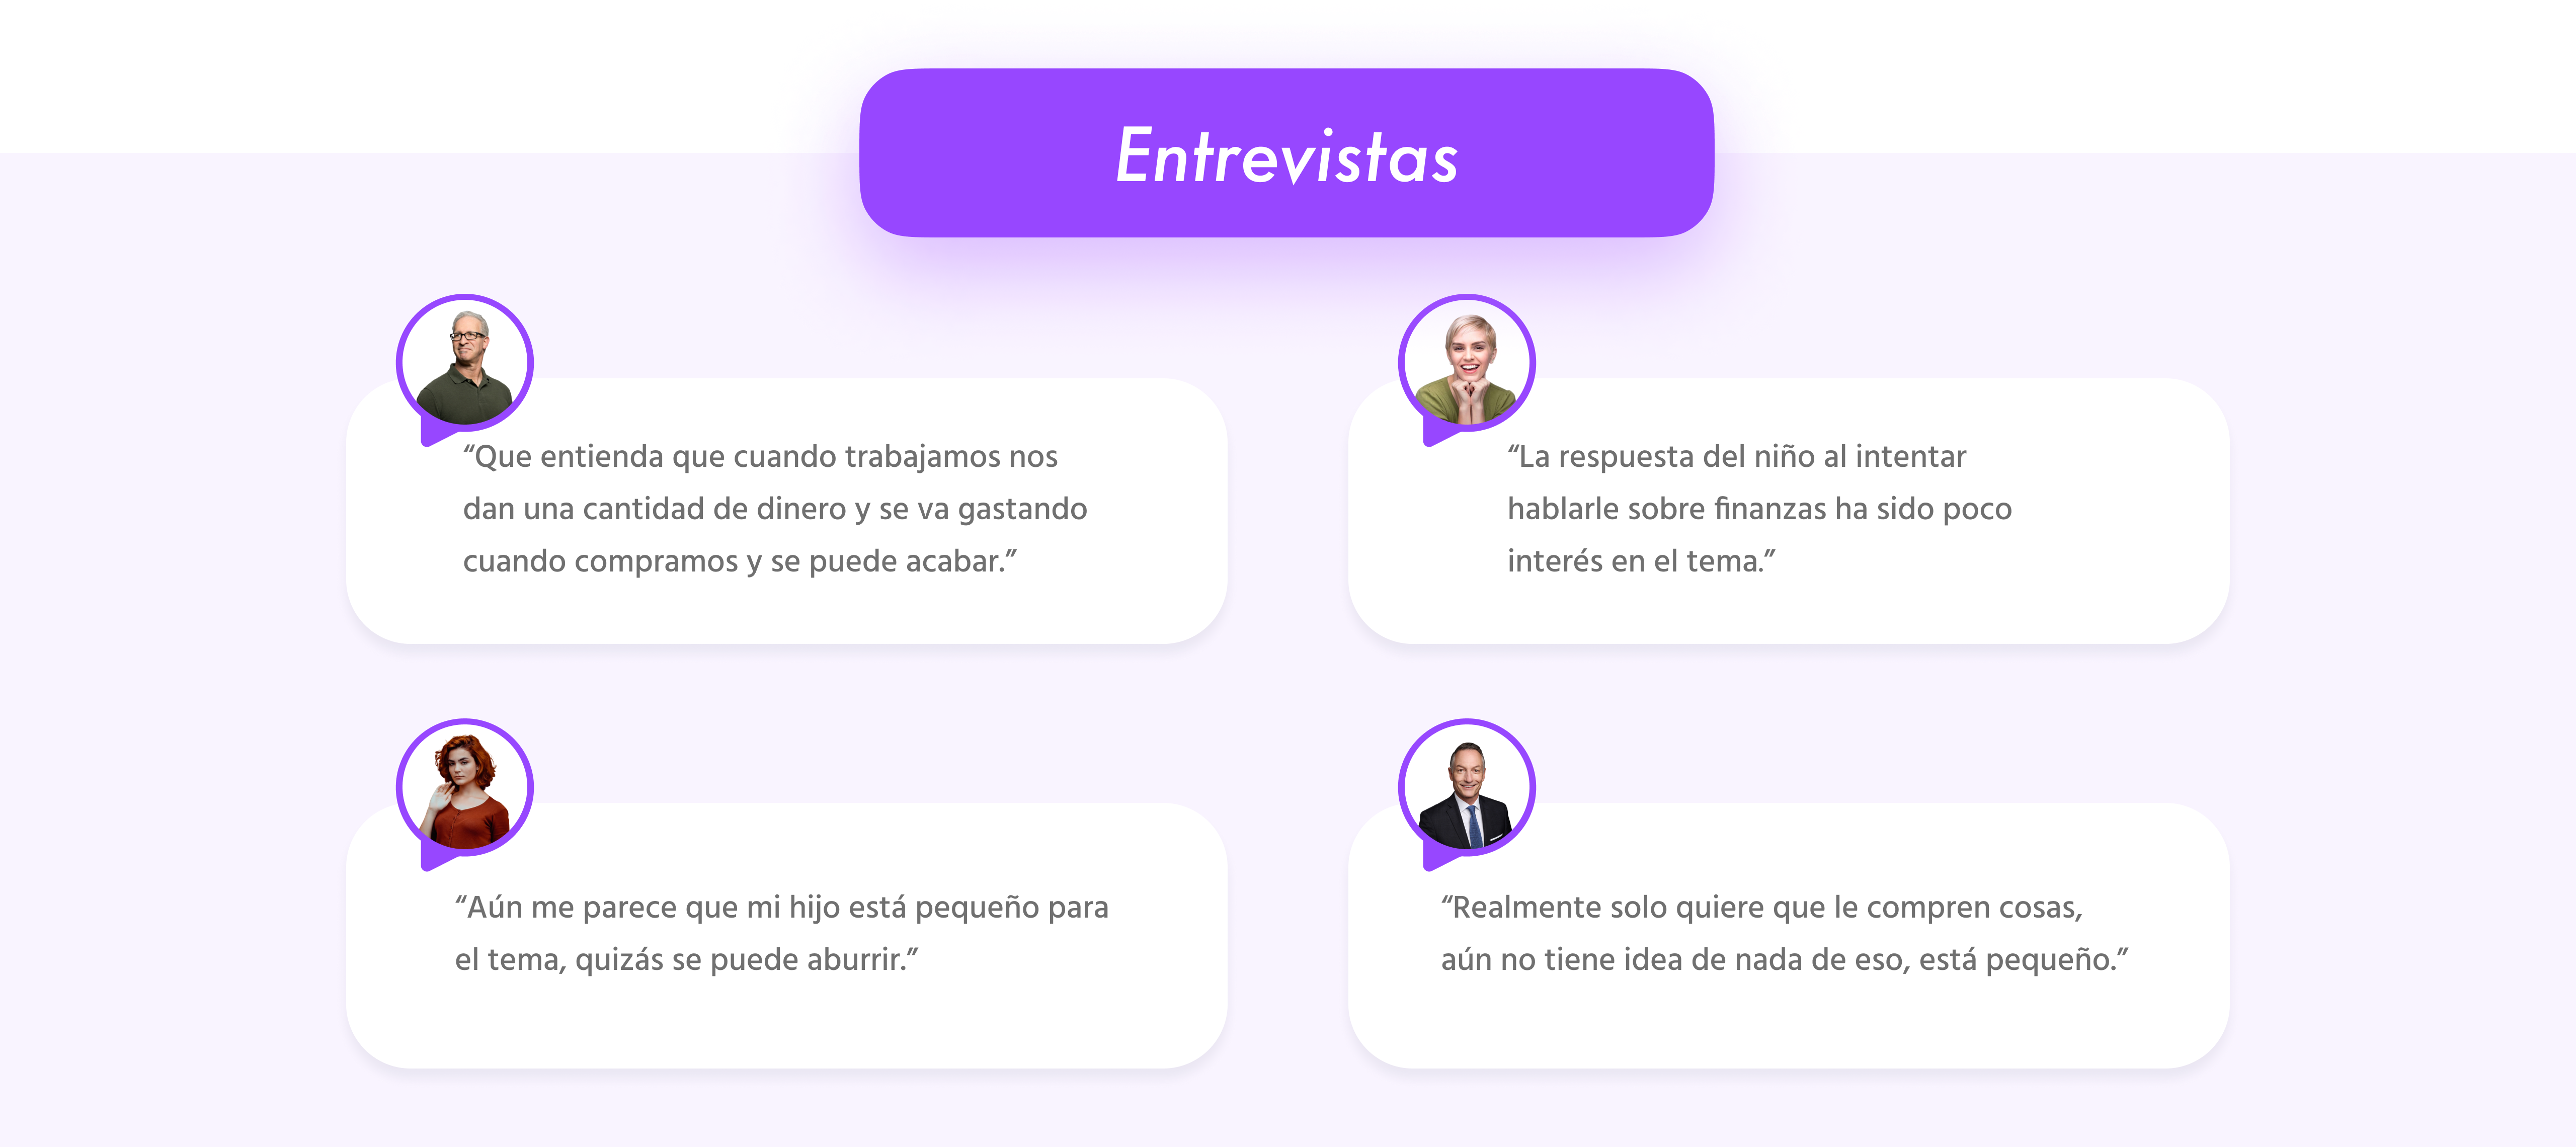 Entrevistas
“Que entienda que cuando trabajamos nos
dan una cantidad de dinero y se va gastando
cuando compramos y se puede acabar.”
“La respuesta del niño al intentar
hablarle sobre finanzas ha sido poco
interés en el tema.”
“Aún me parece que mi hijo está pequeño para
el tema, quizás se puede aburrir.”
“Realmente solo quiere que le compren cosas,
aún no tiene idea de nada de eso, está pequeño.”